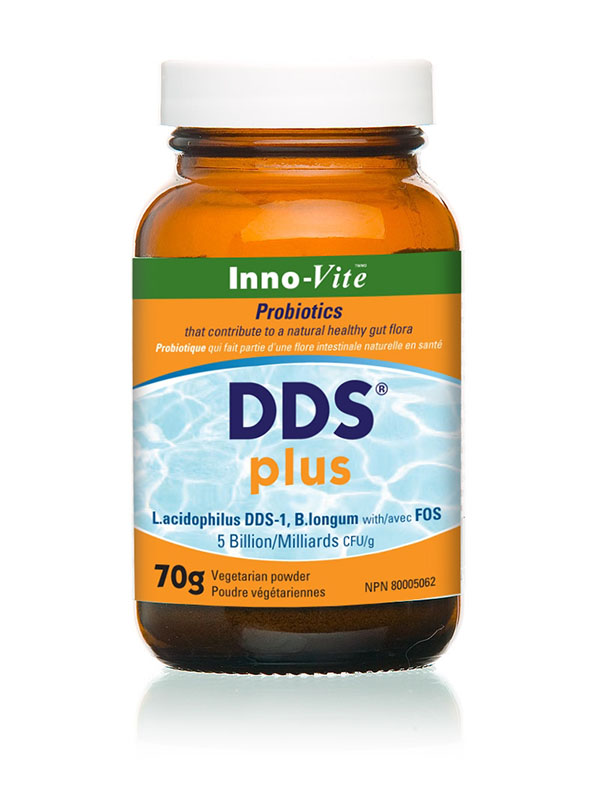 Inno-Vite
Probiotics
that contribute to a natural healthy gut flora
Probiotique qui fait partie d'une flore intestinale naturelle en santé
DDS®
plus
L.acidophilus DDS-1, B.longum with/avec FOS
5 Billion/Milliards CFU/g
70g Vegetarian powder
Poudre végétariennes
NPN 80005062